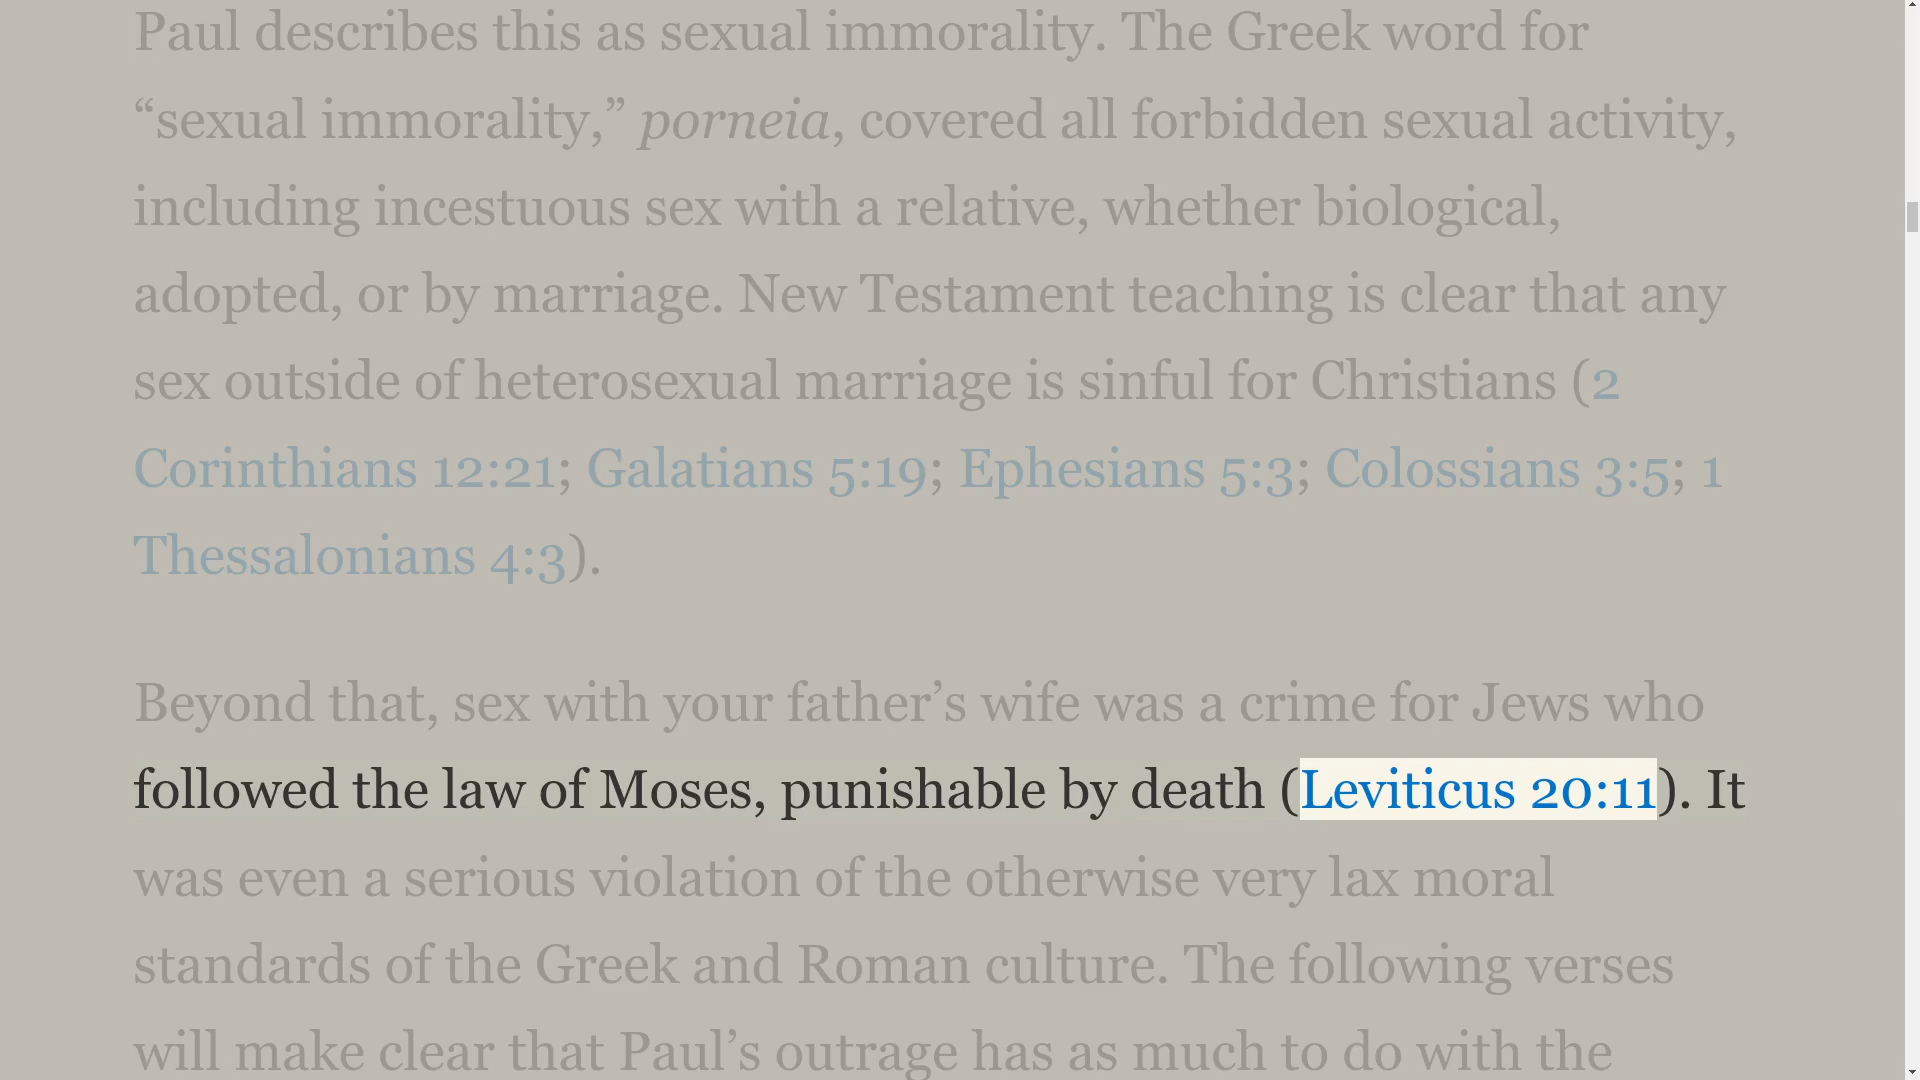 Paul describes this as sexual immorality. The Greek word for
“sexual immorality,” porneia, covered all forbidden sexual activity,
including incestuous sex with a relative, whether biological,
adopted, or by marriage. New Testament teaching is clear that any
sex outside of heterosexual marriage is sinful for Christians (2
Corinthians 12:21; Galatians 5:19; Ephesians 5:3; Colossians 3:5; 1
Thessalonians 4:3).
Beyond that, sex with your father’s wife was a crime for Jews who
followed the law of Moses, punishable by death (Leviticus 20:11). It
was even a serious violation of the otherwise very lax moral
standards of the Greek and Roman culture. The following verses
will make clear that Paul’s outrage has as much to do with the